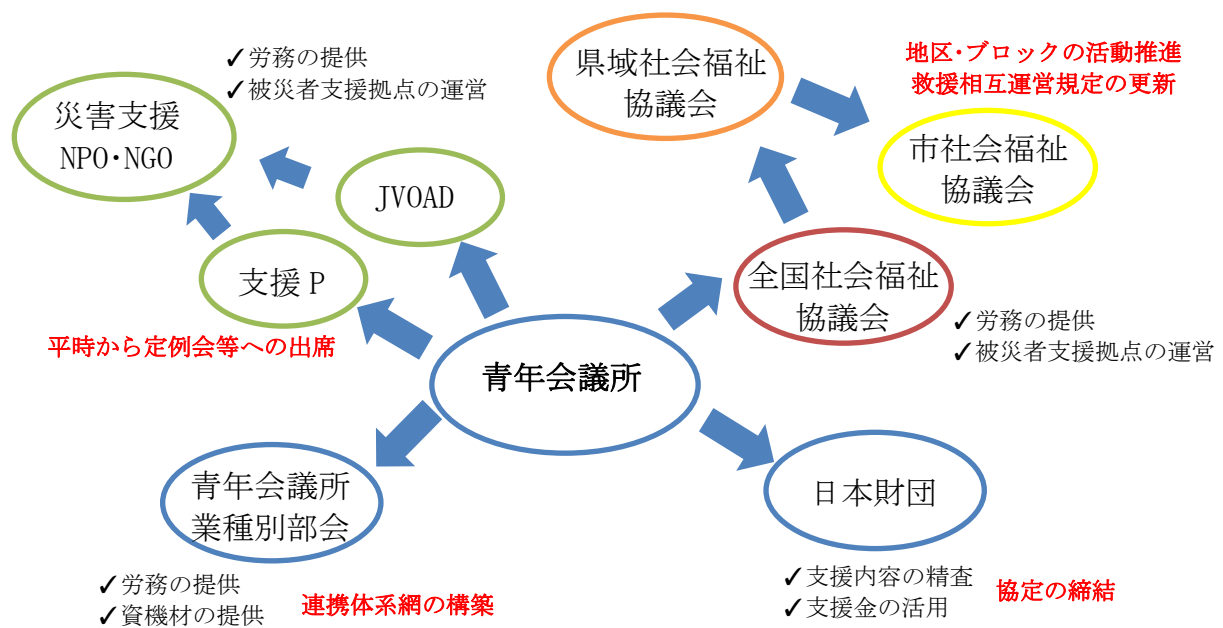 ✓労務の提供
✓被災者支援拠点の運営
災害支援
NPO･NGO
JVOAD
支援 P
平時から定例会等への出席
県域社会福祉
協議会
地区･ブロックの活動推進
救援相互運営規定の更新
市社会福祉
協議会
全国社会福祉
協議会
✓労務の提供
✓被災者支援拠点の運営
青年会議所
青年会議所
業種別部会
✓労務の提供
✓資機材の提供
連携体系網の構築
日本財団
✓支援内容の精査
✓支援金の活用
協定の締結